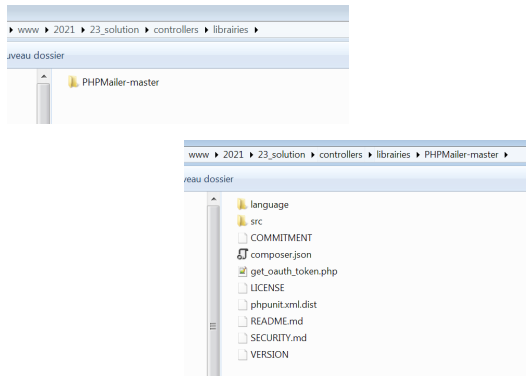 www 2021 23_solution controllers librairies
uveau dossier
PHPMailer-master
www 2021 23_solution controllers librairies PHPMailer-master
veau dossier
language
src
COMMITMENT
composer.json
get_oauth_token.php
LICENSE
phpunit.xml.dist
README.md
SECURITY.md
VERSION